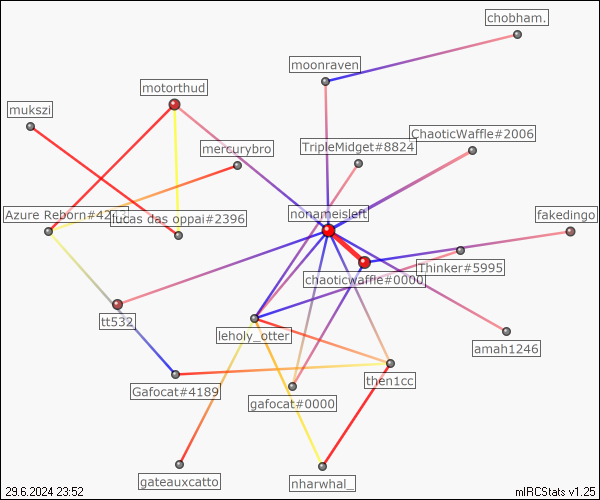 chobham.
moonraven
motorthud
mukszi
ChaoticWaffle#2006
mercurybro
TripleMidget#8824
nonameisleft
Azure Reborn#4243
lucas das oppai#2396
fakedingo
Thinker#5995
chaoticwaffle#0000
tt532
leholy_otter
amah1246
then1cc
Gafocat#4189
gafocat#0000
gateauxcatto
nharwhal_
29.6.2024 23:52
mIRCStats v1.25